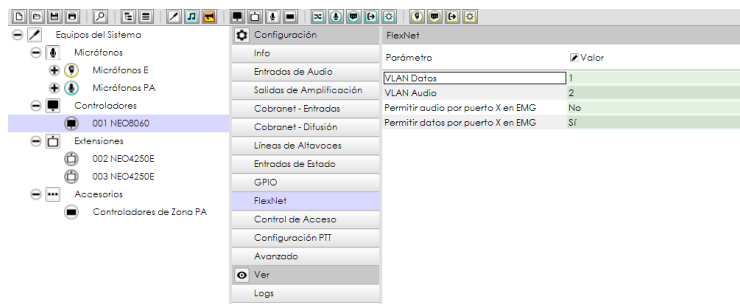 Equipos del Sistema
Micrófonos
Micrófonos E
Micrófonos PA
Controladores
001 NEO8060
Extensiones
002 NEO4250E
003 NEO4250E
Accesorios
Controladores de Zona PA
Configuración
Info
Entradas de Audio
Salidas de Amplificación
Cobranet - Entradas
Cobranet - Difusión
Líneas de Altavoces
Entradas de Estado
GPIO
FlexNet
Control de Acceso
Configuración PTT
Avanzado
Ver
Logs
FlexNet
Parámetro Valor
VLAN Datos 1
VLAN Audio 2
Permitir audio por puerto X en EMG No
Permitir datos por puerto X en EMG Sí